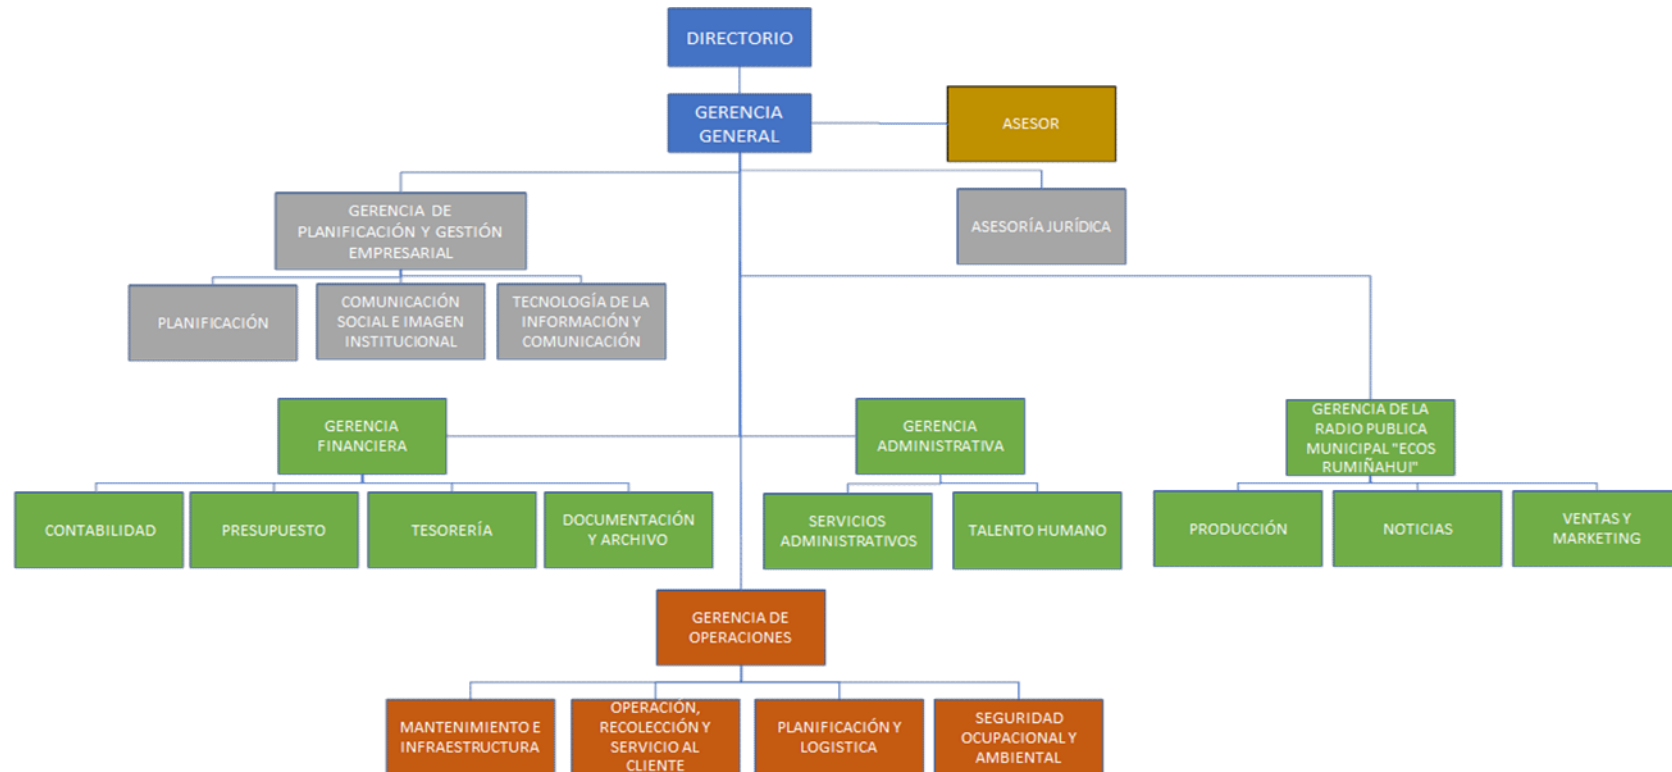 DIRECTORIO
GERENCIA
GENERAL
ASESOR
GERENCIA DE
PLANIFICACIÓN Y GESTIÓN
EMPRESARIAL
ASESORÍA JURÍDICA
PLANIFICACIÓN
COMUNICACIÓN
SOCIAL E IMAGEN
INSTITUCIONAL
TECNOLOGÍA DE LA
INFORMACIÓN Y
COMUNICACIÓN
GERENCIA
FINANCIERA
GERENCIA
ADMINISTRATIVA
GERENCIA DE LA
RADIO PUBLICA
MUNICIPAL "ECOS
RUMIÑAHUI"
CONTABILIDAD
PRESUPUESTO
TESORERÍA
DOCUMENTACIÓN
Y ARCHIVO
SERVICIOS
ADMINISTRATIVOS
TALENTO HUMANO
PRODUCCIÓN
NOTICIAS
VENTAS Y
MARKETING
GERENCIA DE
OPERACIONES
MANTENIMIENTO E
INFRAESTRUCTURA
OPERACIÓN,
RECOLECCIÓN Y
SERVICIO AL
CLIENTE
PLANIFICACIÓN Y
LOGISTICA
SEGURIDAD
OCUPACIONAL Y
AMBIENTAL